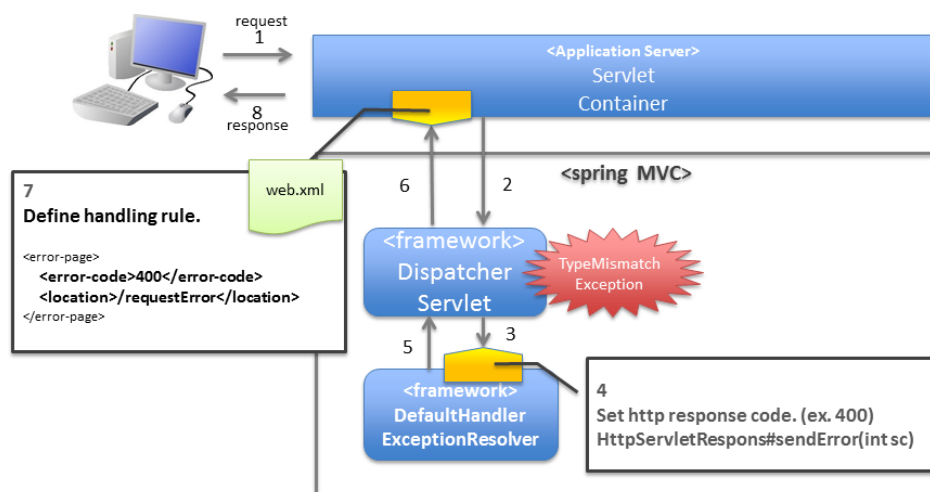 request
1
8
response
<Application Server>
Servlet
Container
<spring MVC>
6
2
web.xml
7
Define handling rule.
<error-page>
<error-code>400</error-code>
<location>/requestError</location>
</error-page>
<framework>
Dispatcher
Servlet
TypeMismatch
Exception
5
3
<framework>
DefaultHandler
ExceptionResolver
4
Set http response code. (ex. 400)
HttpServletRespons#sendError(int sc)